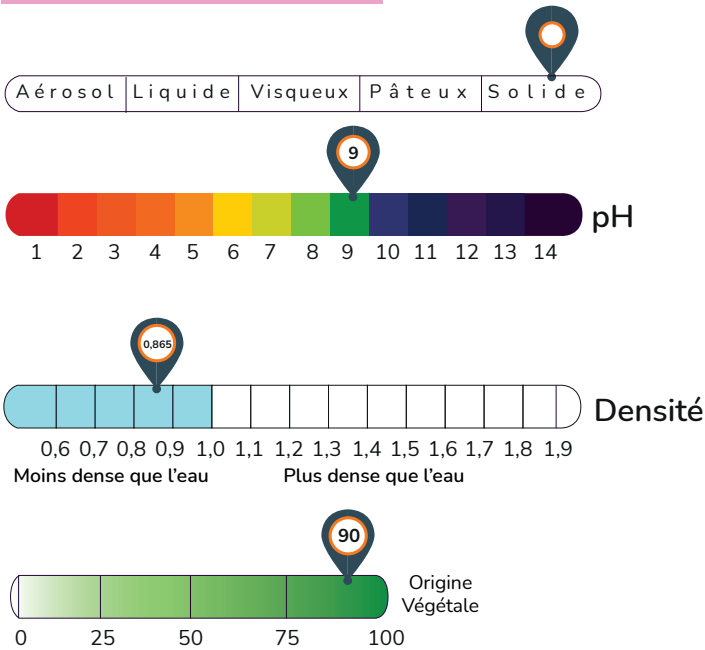 Aérosol Liquide Visqueux Pâteux Solide
9
pH
1 2 3 4 5 6 7 8 9 10 11 12 13 14
0,865
Densité
0,6 0,7 0,8 0,9 1,0 1,1 1,2 1,3 1,4 1,5 1,6 1,7 1,8 1,9
Moins dense que l'eau Plus dense que l'eau
90
Origine
Végétale
0 25 50 75 100